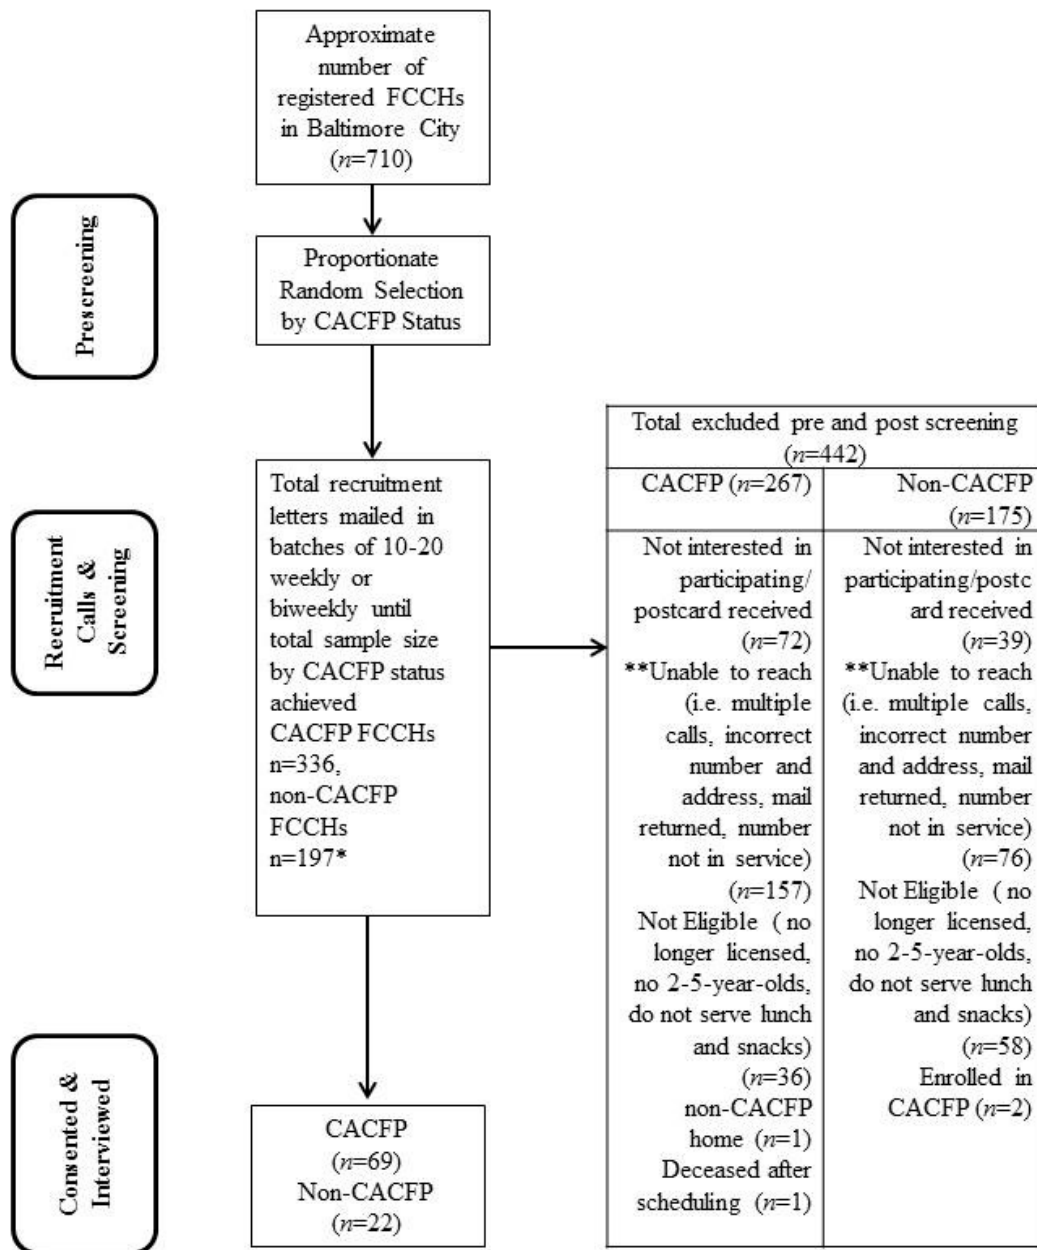 Approximate
number of
registered FCCHs
in Baltimore City
(n=710)
Prescreening
Proportionate
Random Selection
by CACFP Status
Recruitment
Calls &
Screening
Total recruitment
letters mailed in
batches of 10-20
weekly or
biweekly until
total sample size
by CACFP status
achieved
CACFP FCCHs
n=336,
non-CACFP
FCCHs
n=197*
Total excluded pre and post screening
(n=442)
CACFP (n=267)
Non-CACFP
(n=175)
Not interested in
participating/
postcard received
(n=72)
**Unable to reach
(i.e. multiple
calls, incorrect
number and
address, mail
returned, number
not in service)
(n=157)
Not Eligible ( no
longer licensed,
no 2-5-year-olds,
do not serve lunch
and snacks)
(n=36)
non-CACFP
home (n=1)
Deceased after
scheduling (n=1)
Not interested in
participating/postc
ard received
(n=39)
**Unable to reach
(i.e. multiple calls,
incorrect number
and address, mail
returned, number
not in service)
(n=76)
Not Eligible ( no
longer licensed,
no 2-5-year-olds,
do not serve lunch
and snacks)
(n=58)
Enrolled in
CACFP (n=2)
Consented &
Interviewed
CACFP
(n=69)
Non-CACFP
(n=22)